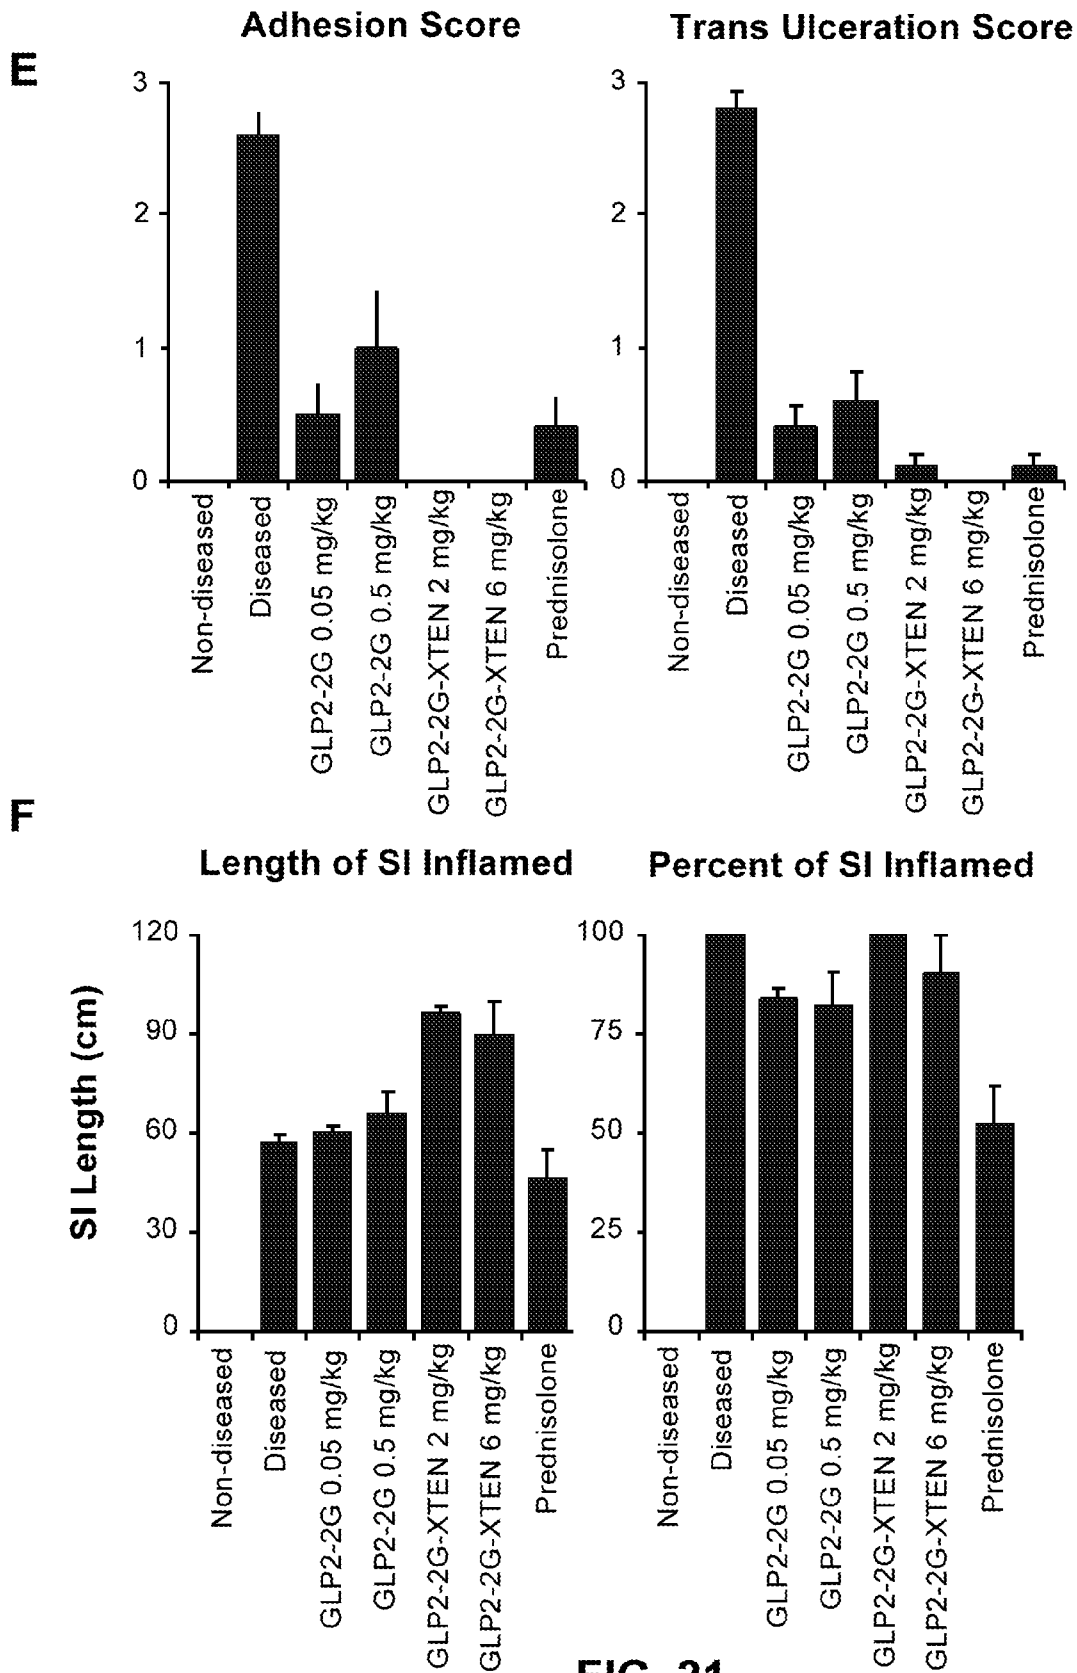 E
Adhesion Score
3
2
1
0
Non-diseased
Diseased
GLP2-2G 0.05 mg/kg
GLP2-2G 0.5 mg/kg
GLP2-2G-XTEN 2 mg/kg
GLP2-2G-XTEN 6 mg/kg
Prednisolone
Trans Ulceration Score
3
2
1
0
Non-diseased
Diseased
GLP2-2G 0.05 mg/kg
GLP2-2G 0.5 mg/kg
GLP2-2G-XTEN 2 mg/kg
GLP2-2G-XTEN 6 mg/kg
Prednisolone
F
Length of SI Inflamed
SI Length (cm)
120
90
60
30
0
Non-diseased
Diseased
GLP2-2G 0.05 mg/kg
GLP2-2G 0.5 mg/kg
GLP2-2G-XTEN 2 mg/kg
GLP2-2G-XTEN 6 mg/kg
Prednisolone
Percent of SI Inflamed
100
75
50
25
0
Non-diseased
Diseased
GLP2-2G 0.05 mg/kg
GLP2-2G 0.5 mg/kg
GLP2-2G-XTEN 2 mg/kg
GLP2-2G-XTEN 6 mg/kg
Prednisolone
FIG. 21